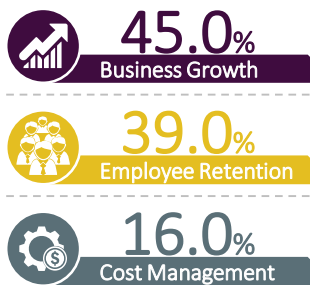 45.0%
Business Growth
39.0%
Employee Retention
16.0%
Cost Management
$